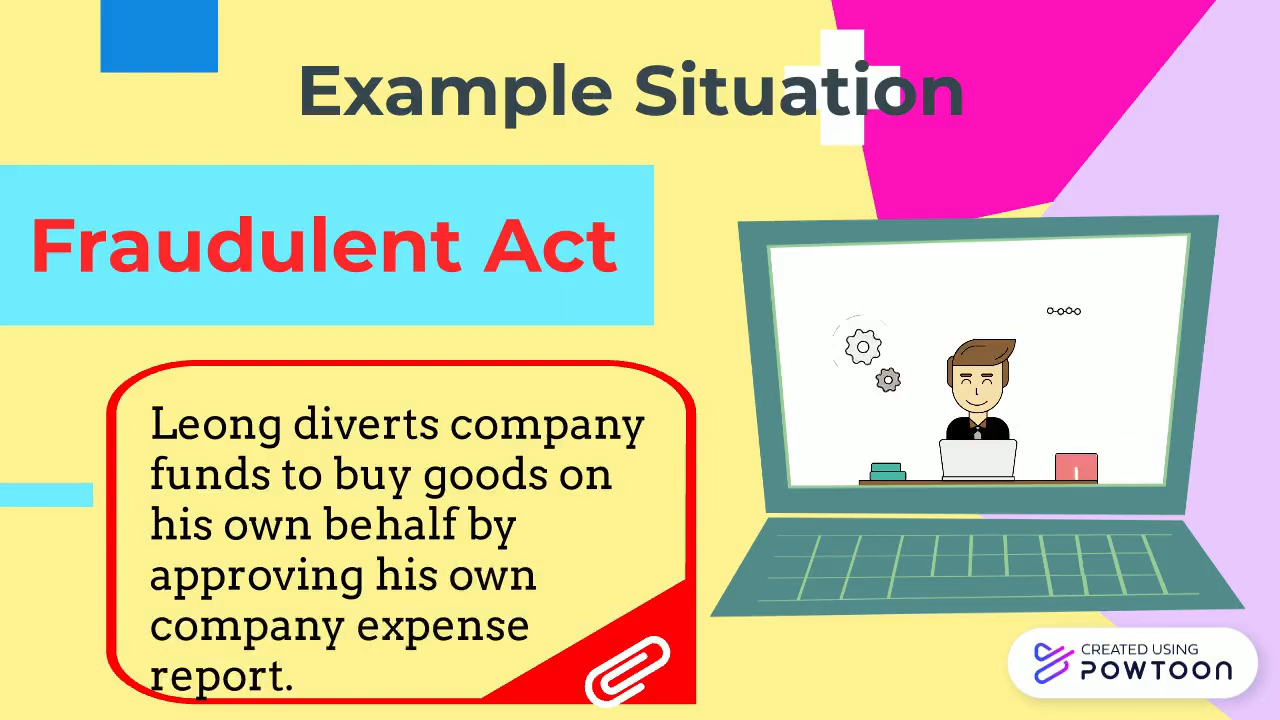 Example Situation
Fraudulent Act
Leong diverts company
funds to buy goods on
his own behalf by
approving his own
company expense
report.
CREATED USING
POWTOON